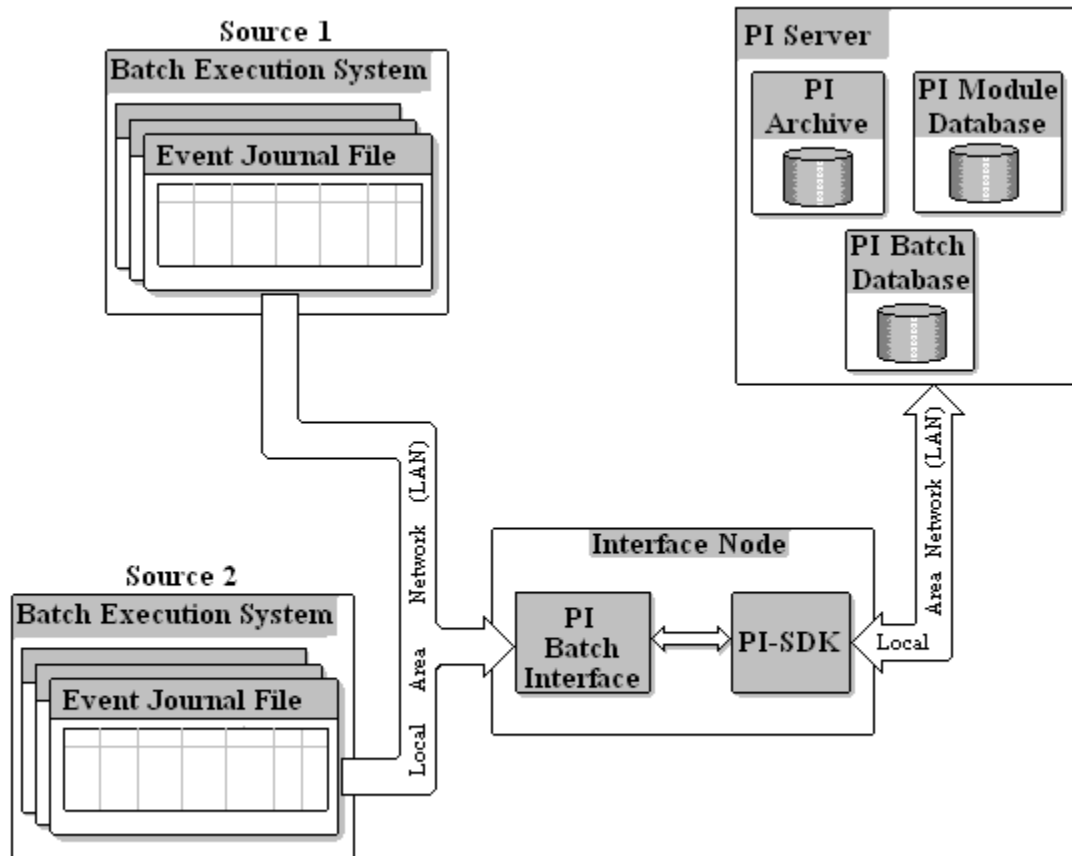 Source 1
Batch Execution System
Event Journal File
PI Server
PI
Archive
PI Module
Database
PI Batch
Database
Local Area Network (LAN)
Source 2
Batch Execution System
Event Journal File
Interface Node
PI
Batch
Interface
PI-SDK
Local
Area Network (LAN)